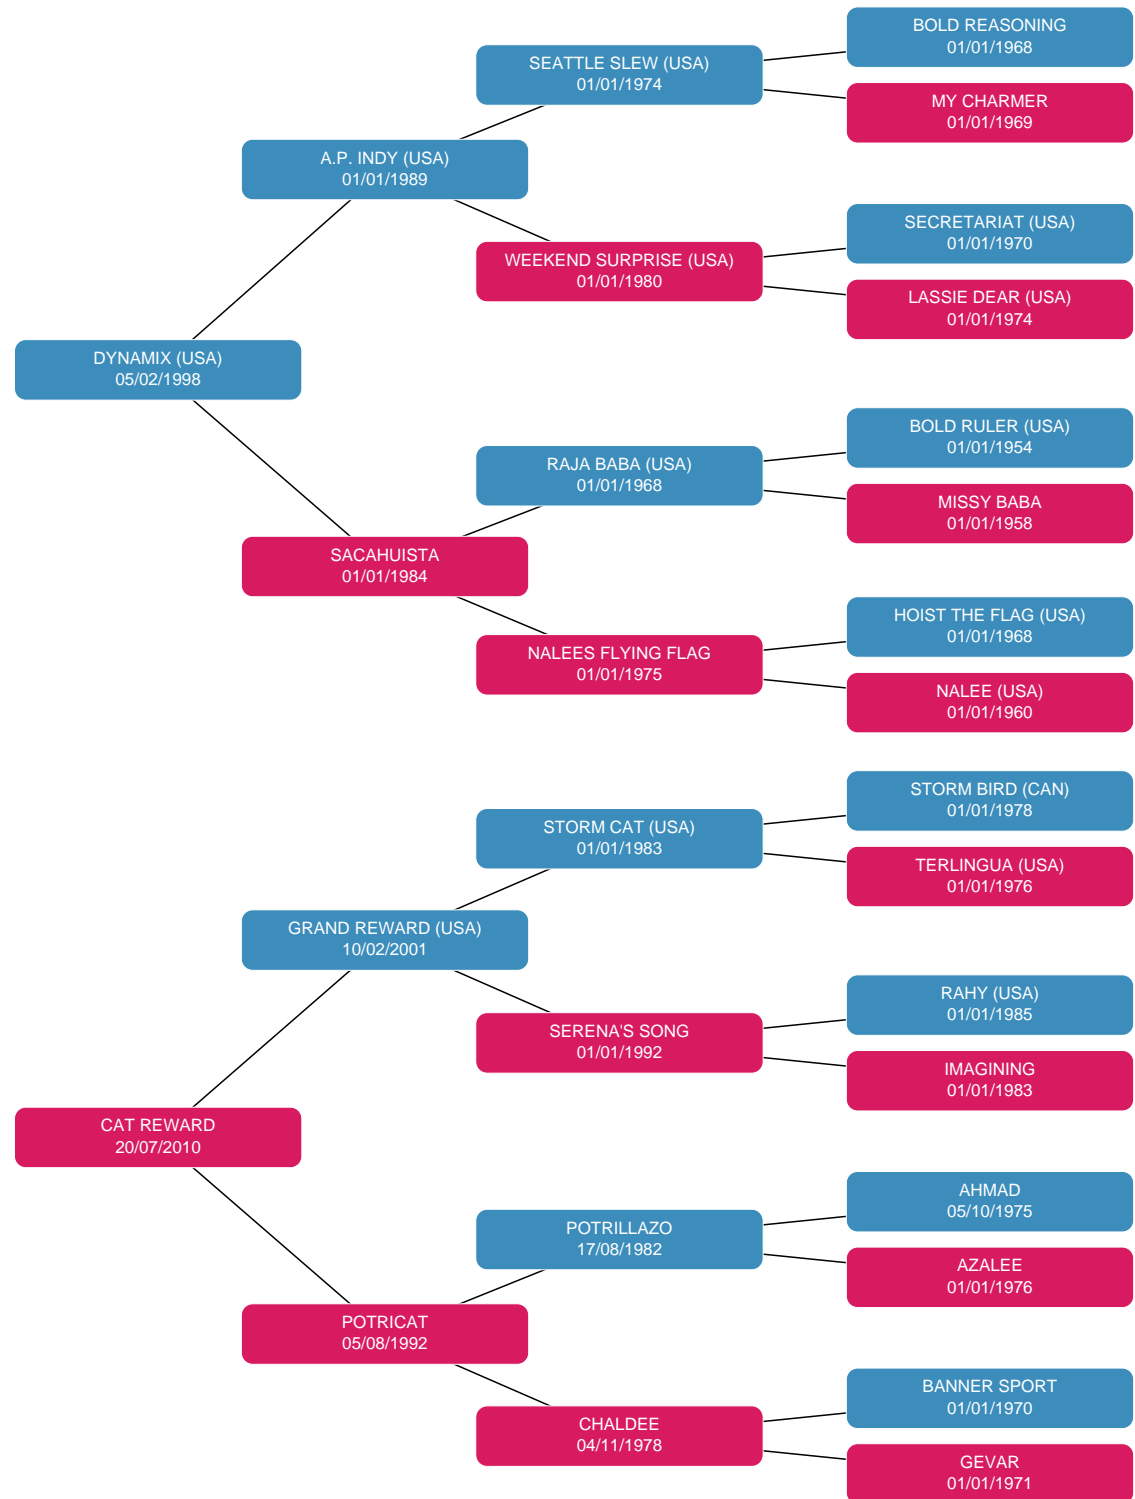 BOLD REASONING
01/01/1968
SEATTLE SLEW (USA)
01/01/1974
MY CHARMER
01/01/1969
A.P. INDY (USA)
01/01/1989
SECRETARIAT (USA)
01/01/1970
WEEKEND SURPRISE (USA)
01/01/1980
LASSIE DEAR (USA)
01/01/1974
DYNAMIX (USA)
05/02/1998
BOLD RULER (USA)
01/01/1954
RAJA BABA (USA)
01/01/1968
MISSY BABA
01/01/1958
SACAHUISTA
01/01/1984
HOIST THE FLAG (USA)
01/01/1968
NALEES FLYING FLAG
01/01/1975
NALEE (USA)
01/01/1960
STORM BIRD (CAN)
01/01/1978
STORM CAT (USA)
01/01/1983
TERLINGUA (USA)
01/01/1976
GRAND REWARD (USA)
10/02/2001
RAHY (USA)
01/01/1985
SERENA'S SONG
01/01/1992
IMAGINING
01/01/1983
CAT REWARD
20/07/2010
AHMAD
05/10/1975
POTRILLAZO
17/08/1982
AZALEE
01/01/1976
POTRICAT
05/08/1992
BANNER SPORT
01/01/1970
CHALDEE
04/11/1978
GEVAR
01/01/1971